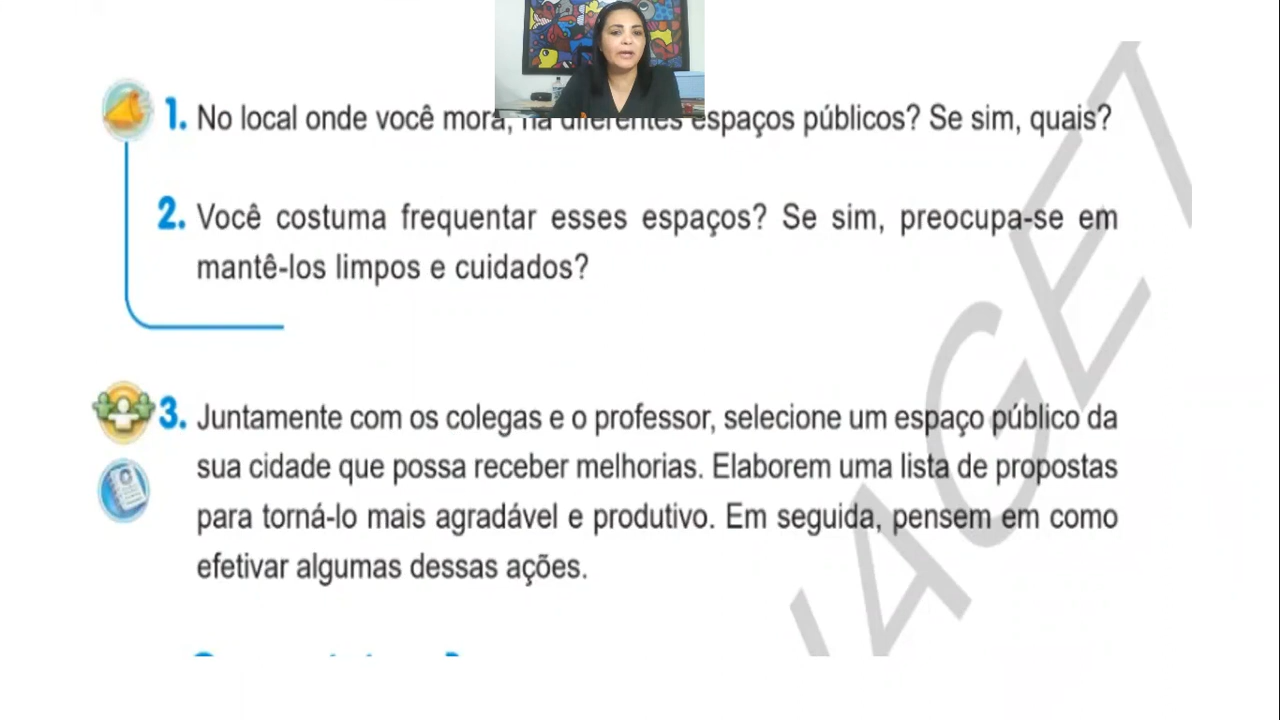 1. No local onde você mora, há diferentes espaços públicos? Se sim, quais?
2. Você costuma frequentar esses espaços? Se sim, preocupa-se em
mantê-los limpos e cuidados?
3. Juntamente com os colegas e o professor, selecione um espaço público da
sua cidade que possa receber melhorias. Elaborem uma lista de propostas
para torná-lo mais agradável e produtivo. Em seguida, pensem em como
efetivar algumas dessas ações.